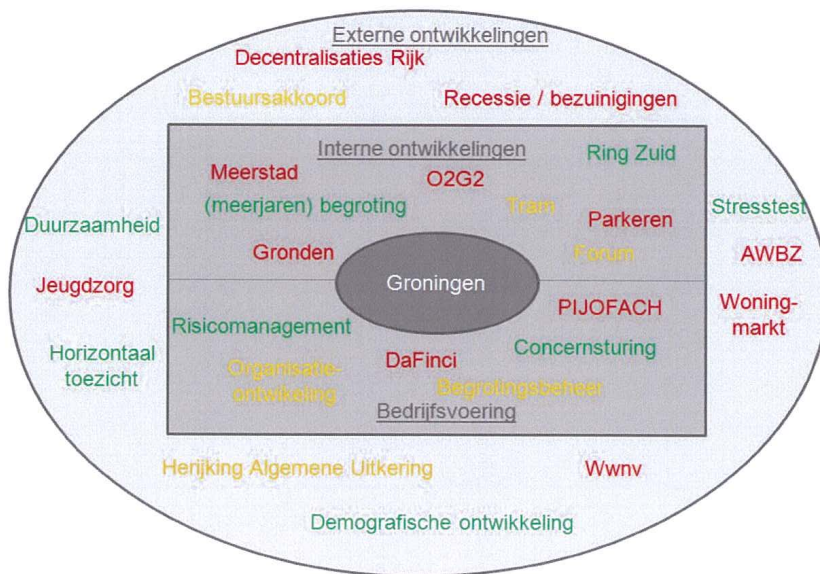 Externe ontwikkelingen
Decentralisaties Rijk
Bestuursakkoord
Recessie / bezuinigingen
Interne ontwikkelingen
Ring Zuid
Meerstad
O2G2
(meerjaren) begroting
Tram
Stresstest
Duurzaamheid
Parkeren
Gronden
Forum
AWBZ
Jeugdzorg
Groningen
PIJOFACH
Woning-
markt
Risicomanagement
Horizontaal
toezicht
DaFinci
Concernsturing
Organisatie-
ontwikeling
Begrotingsbeheer
Bedrijfsvoering
Herijking Algemene Uitkering
Wwnv
Demografische ontwikkeling